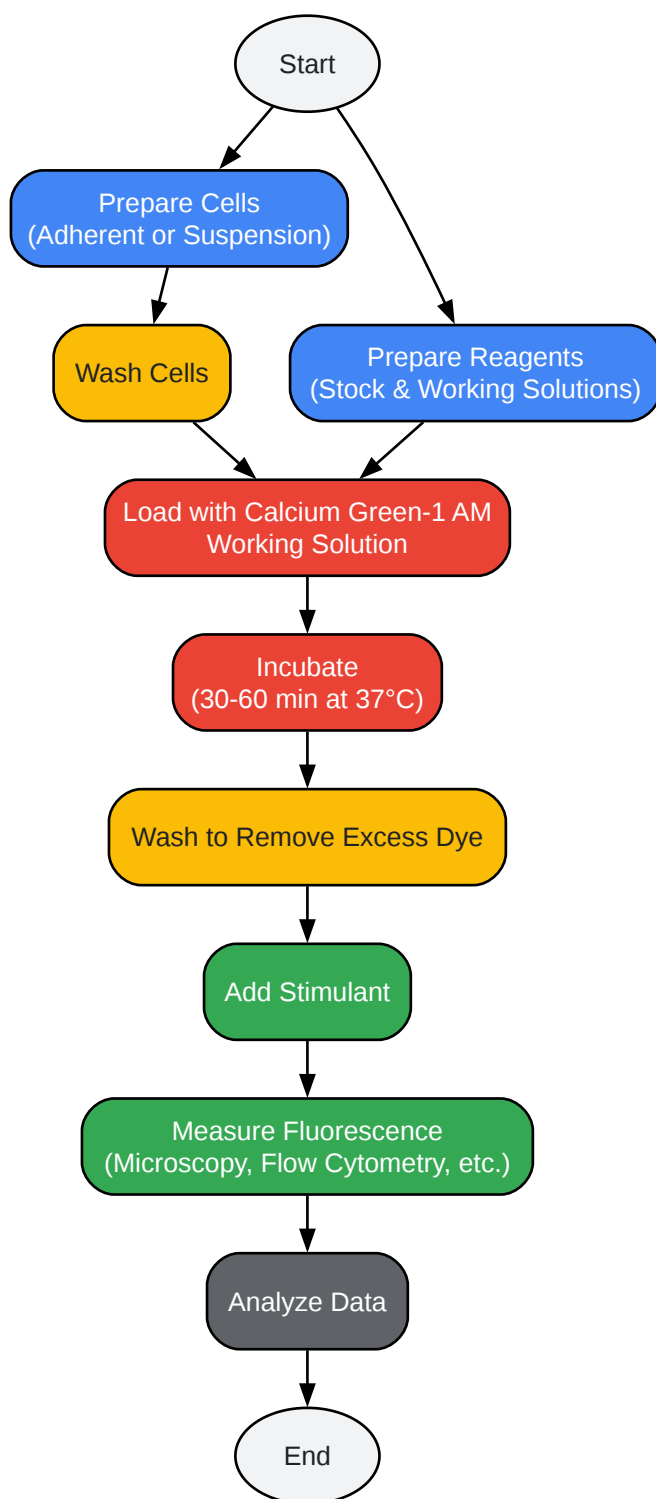 Start
Prepare Cells
(Adherent or Suspension)
Wash Cells
Prepare Reagents
(Stock & Working Solutions)
Load with Calcium Green-1 AM
Working Solution
Incubate
(30-60 min at 37°C)
Wash to Remove Excess Dye
Add Stimulant
Measure Fluorescence
(Microscopy, Flow Cytometry, etc.)
Analyze Data
End